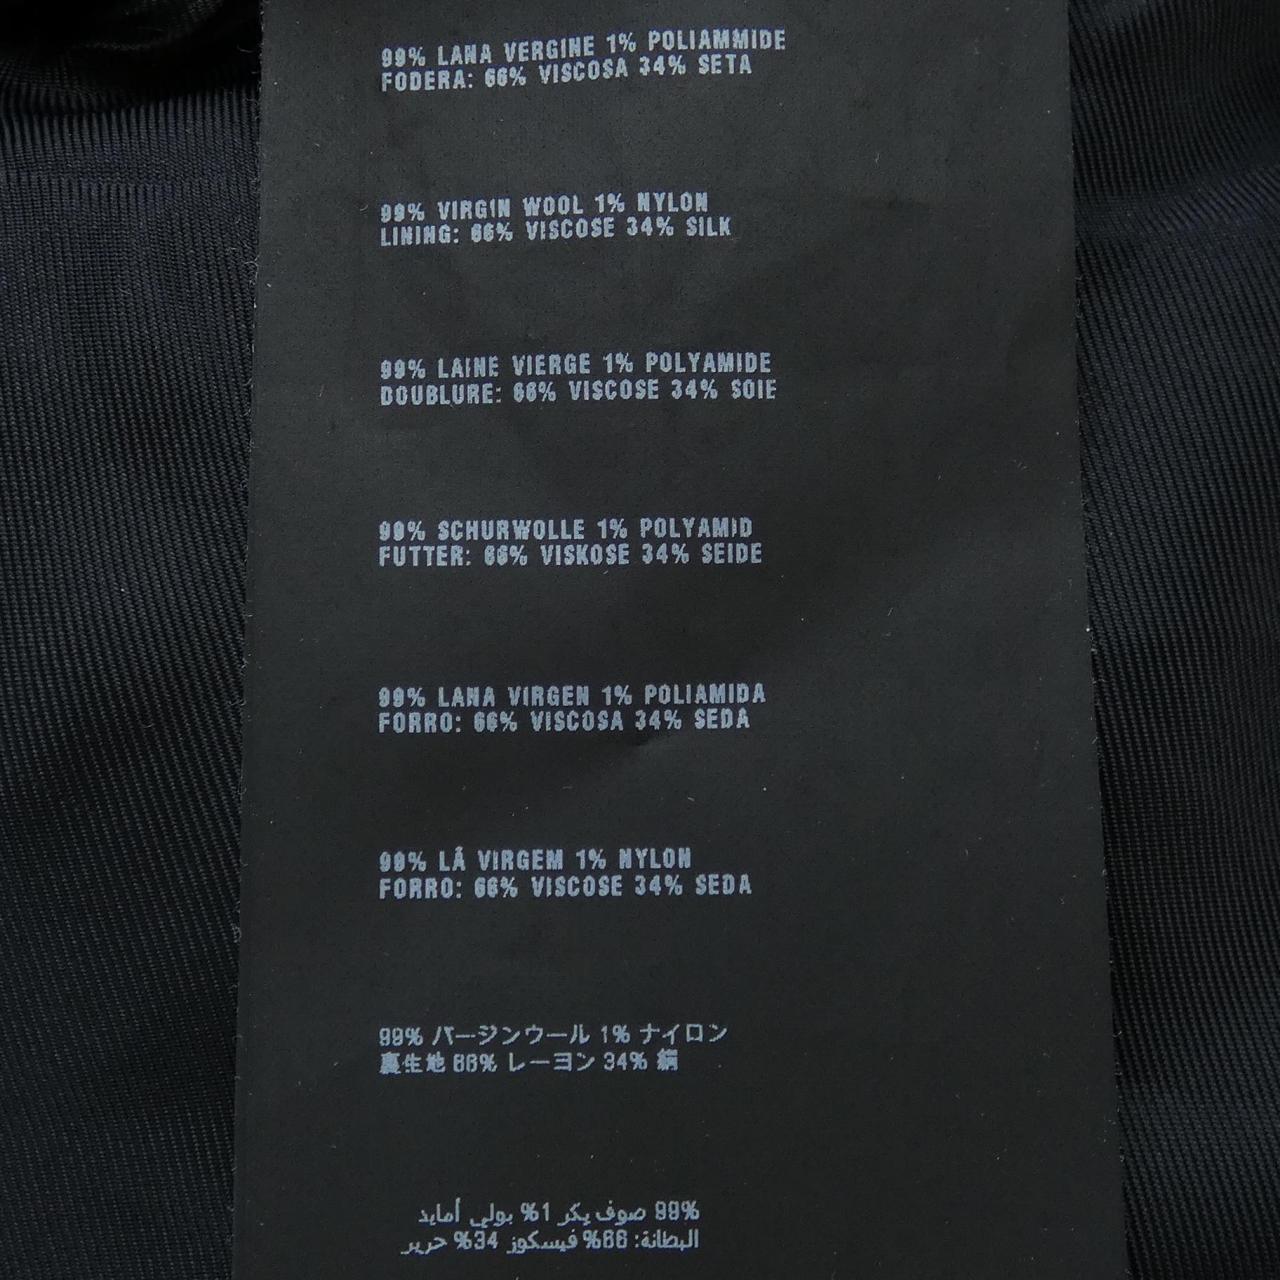 99% LANA VERGINE 1% POLIAMMIDE
FODERA: 66% VISCOSA 34% SETA
99% VIRGIN WOOL 1% NYLON
LINING: 66% VISCOSE 34% SILK
99% LAINE VIERGE 1% POLYAMIDE
DOUBLURE: 66% VISCOSE 34% SOIE
99% SCHURWOLLE 1% POLYAMID
FUTTER: 66% VISKOSE 34% SEIDE
99% LANA VIRGEN 1% POLIAMIDA
FORRO: 66% VISCOSA 34% SEDA
99% LÃ VIRGEM 1% NYLON
FORRO: 66% VISCOSE 34% SEDA
99% バージンウール 1% ナイロン
裏生地 66% レーヨン 34% 絹
99% صوف بكر 1% بولي أمايد
البطانة: 66% فيسكوز 34% حرير